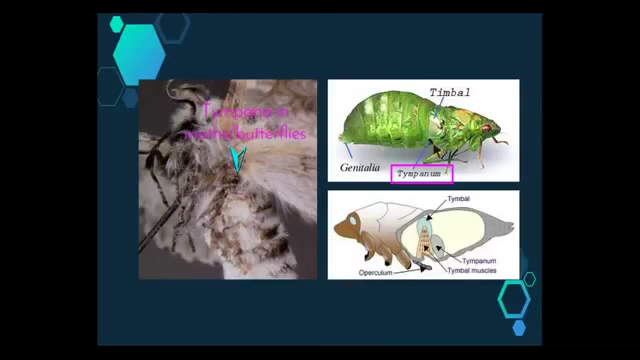 Tympana in
moths/butterflies
Timbal
Genitalia
Tympanum
Tymbal
Tympanum
Tymbal muscles
Operculum